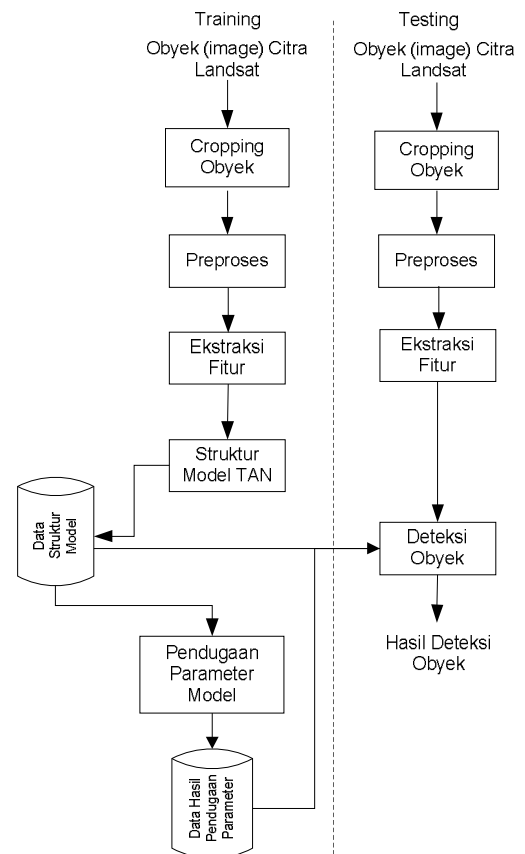 Training
Obyek (image) Citra
Landsat
Cropping
Obyek
Preproses
Ekstraksi
Fitur
Struktur
Model TAN
Data
Struktur
Model
Pendugaan
Parameter
Model
Data Hasil
Pendugaan
Parameter
Testing
Obyek (image) Citra
Landsat
Cropping
Obyek
Preproses
Ekstraksi
Fitur
Deteksi
Obyek
Hasil Deteksi
Obyek